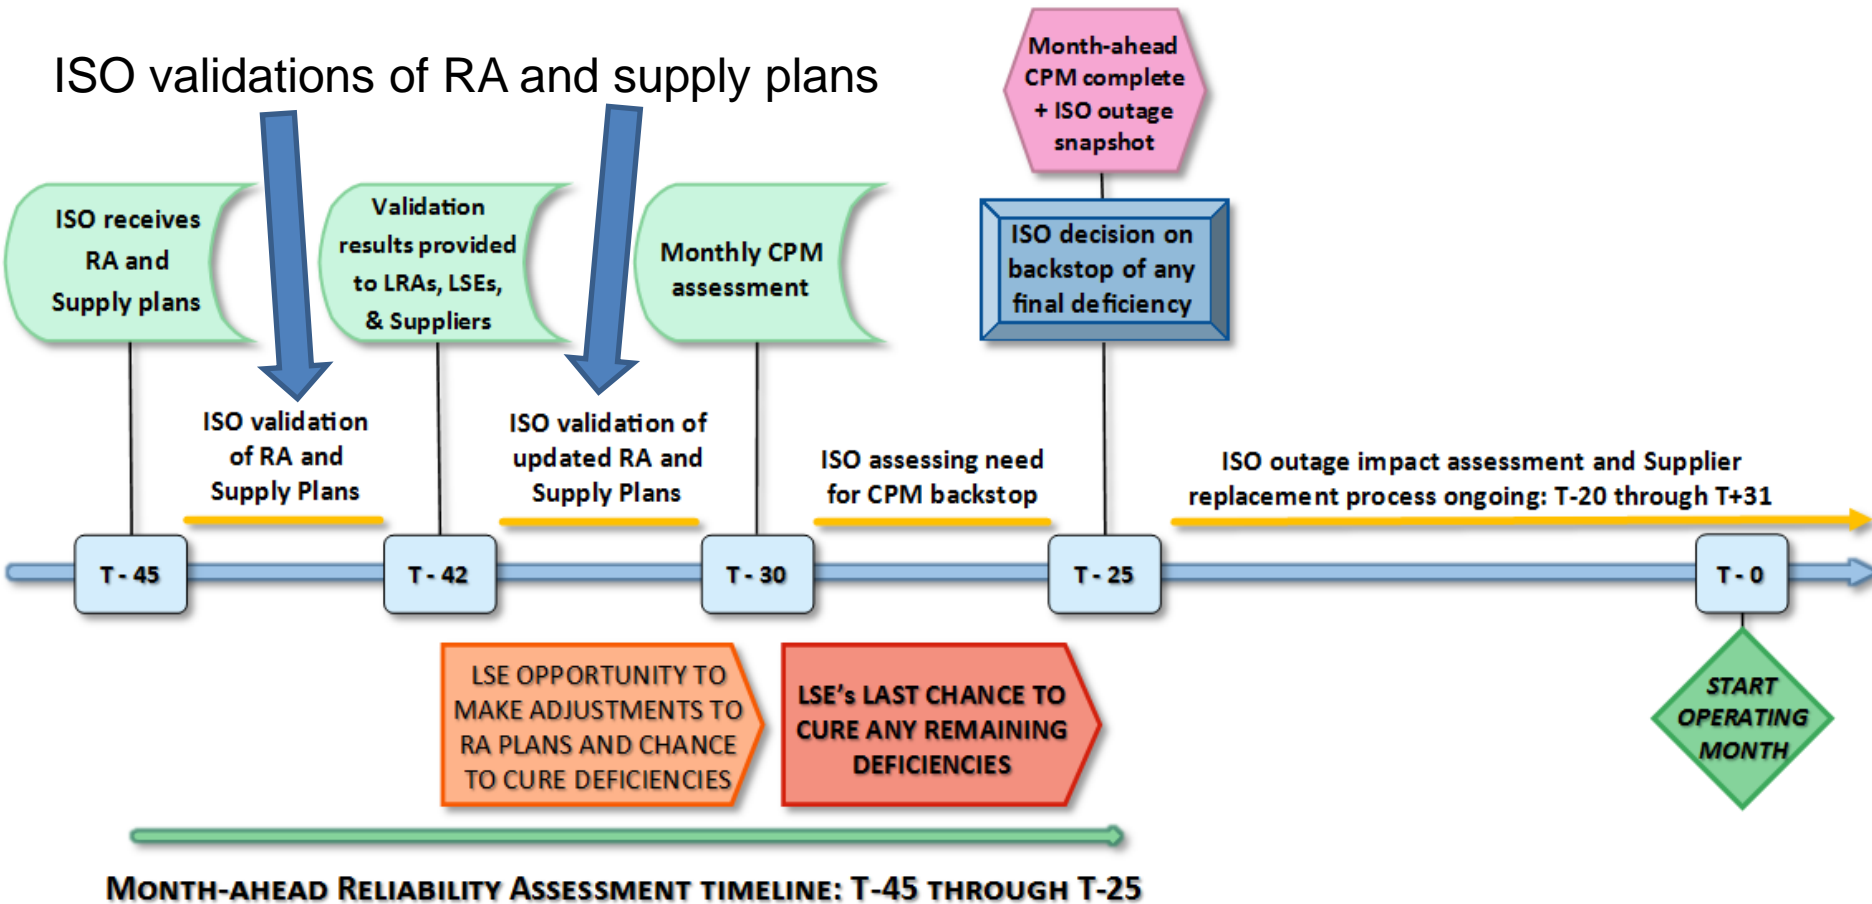 ISO validations of RA and supply plans
Month-ahead
CPM complete
+ ISO outage
snapshot
ISO receives
RA and
Supply plans
Validation
results provided
to LRAs, LSEs,
& Suppliers
Monthly CPM
assessment
ISO decision on
backstop of any
final deficiency
ISO validation
of RA and
Supply Plans
ISO validation of
updated RA and
Supply Plans
ISO assessing need
for CPM backstop
ISO outage impact assessment and Supplier
replacement process ongoing: T-20 through T+31
T - 45
T - 42
T - 30
T - 25
T - 0
LSE OPPORTUNITY TO
MAKE ADJUSTMENTS TO
RA PLANS AND CHANCE
TO CURE DEFICIENCIES
LSE's LAST CHANCE TO
CURE ANY REMAINING
DEFICIENCIES
START
OPERATING
MONTH
MONTH-AHEAD RELIABILITY ASSESSMENT TIMELINE: T-45 THROUGH T-25